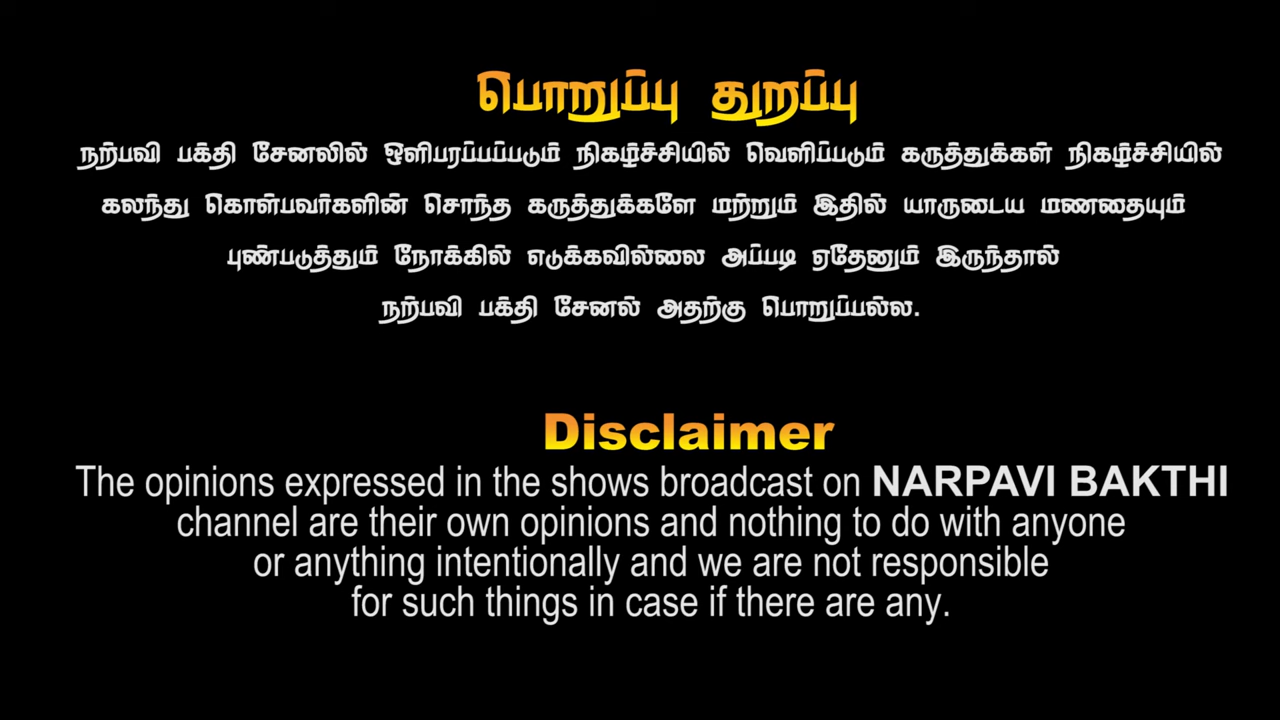 பொறுப்பு துறப்பு
நற்பவி பக்தி சேனலில் ஒளிபரப்பப்படும் நிகழ்ச்சியில் வெளிப்படும் கருத்துக்கள் நிகழ்ச்சியில்
கலந்து கொள்பவர்களின் சொந்த கருத்துக்களே மற்றும் இதில் யாருடைய மணதையும்
புண்படுத்தும் நோக்கில் எடுக்கவில்லை அப்படி ஏதேனும் இருந்தால்
நற்பவி பக்தி சேனல் அதற்கு பொறுப்பல்ல.
Disclaimer
The opinions expressed in the shows broadcast on NARPAVI BAKTHI
channel are their own opinions and nothing to do with anyone
or anything intentionally and we are not responsible
for such things in case if there are any.